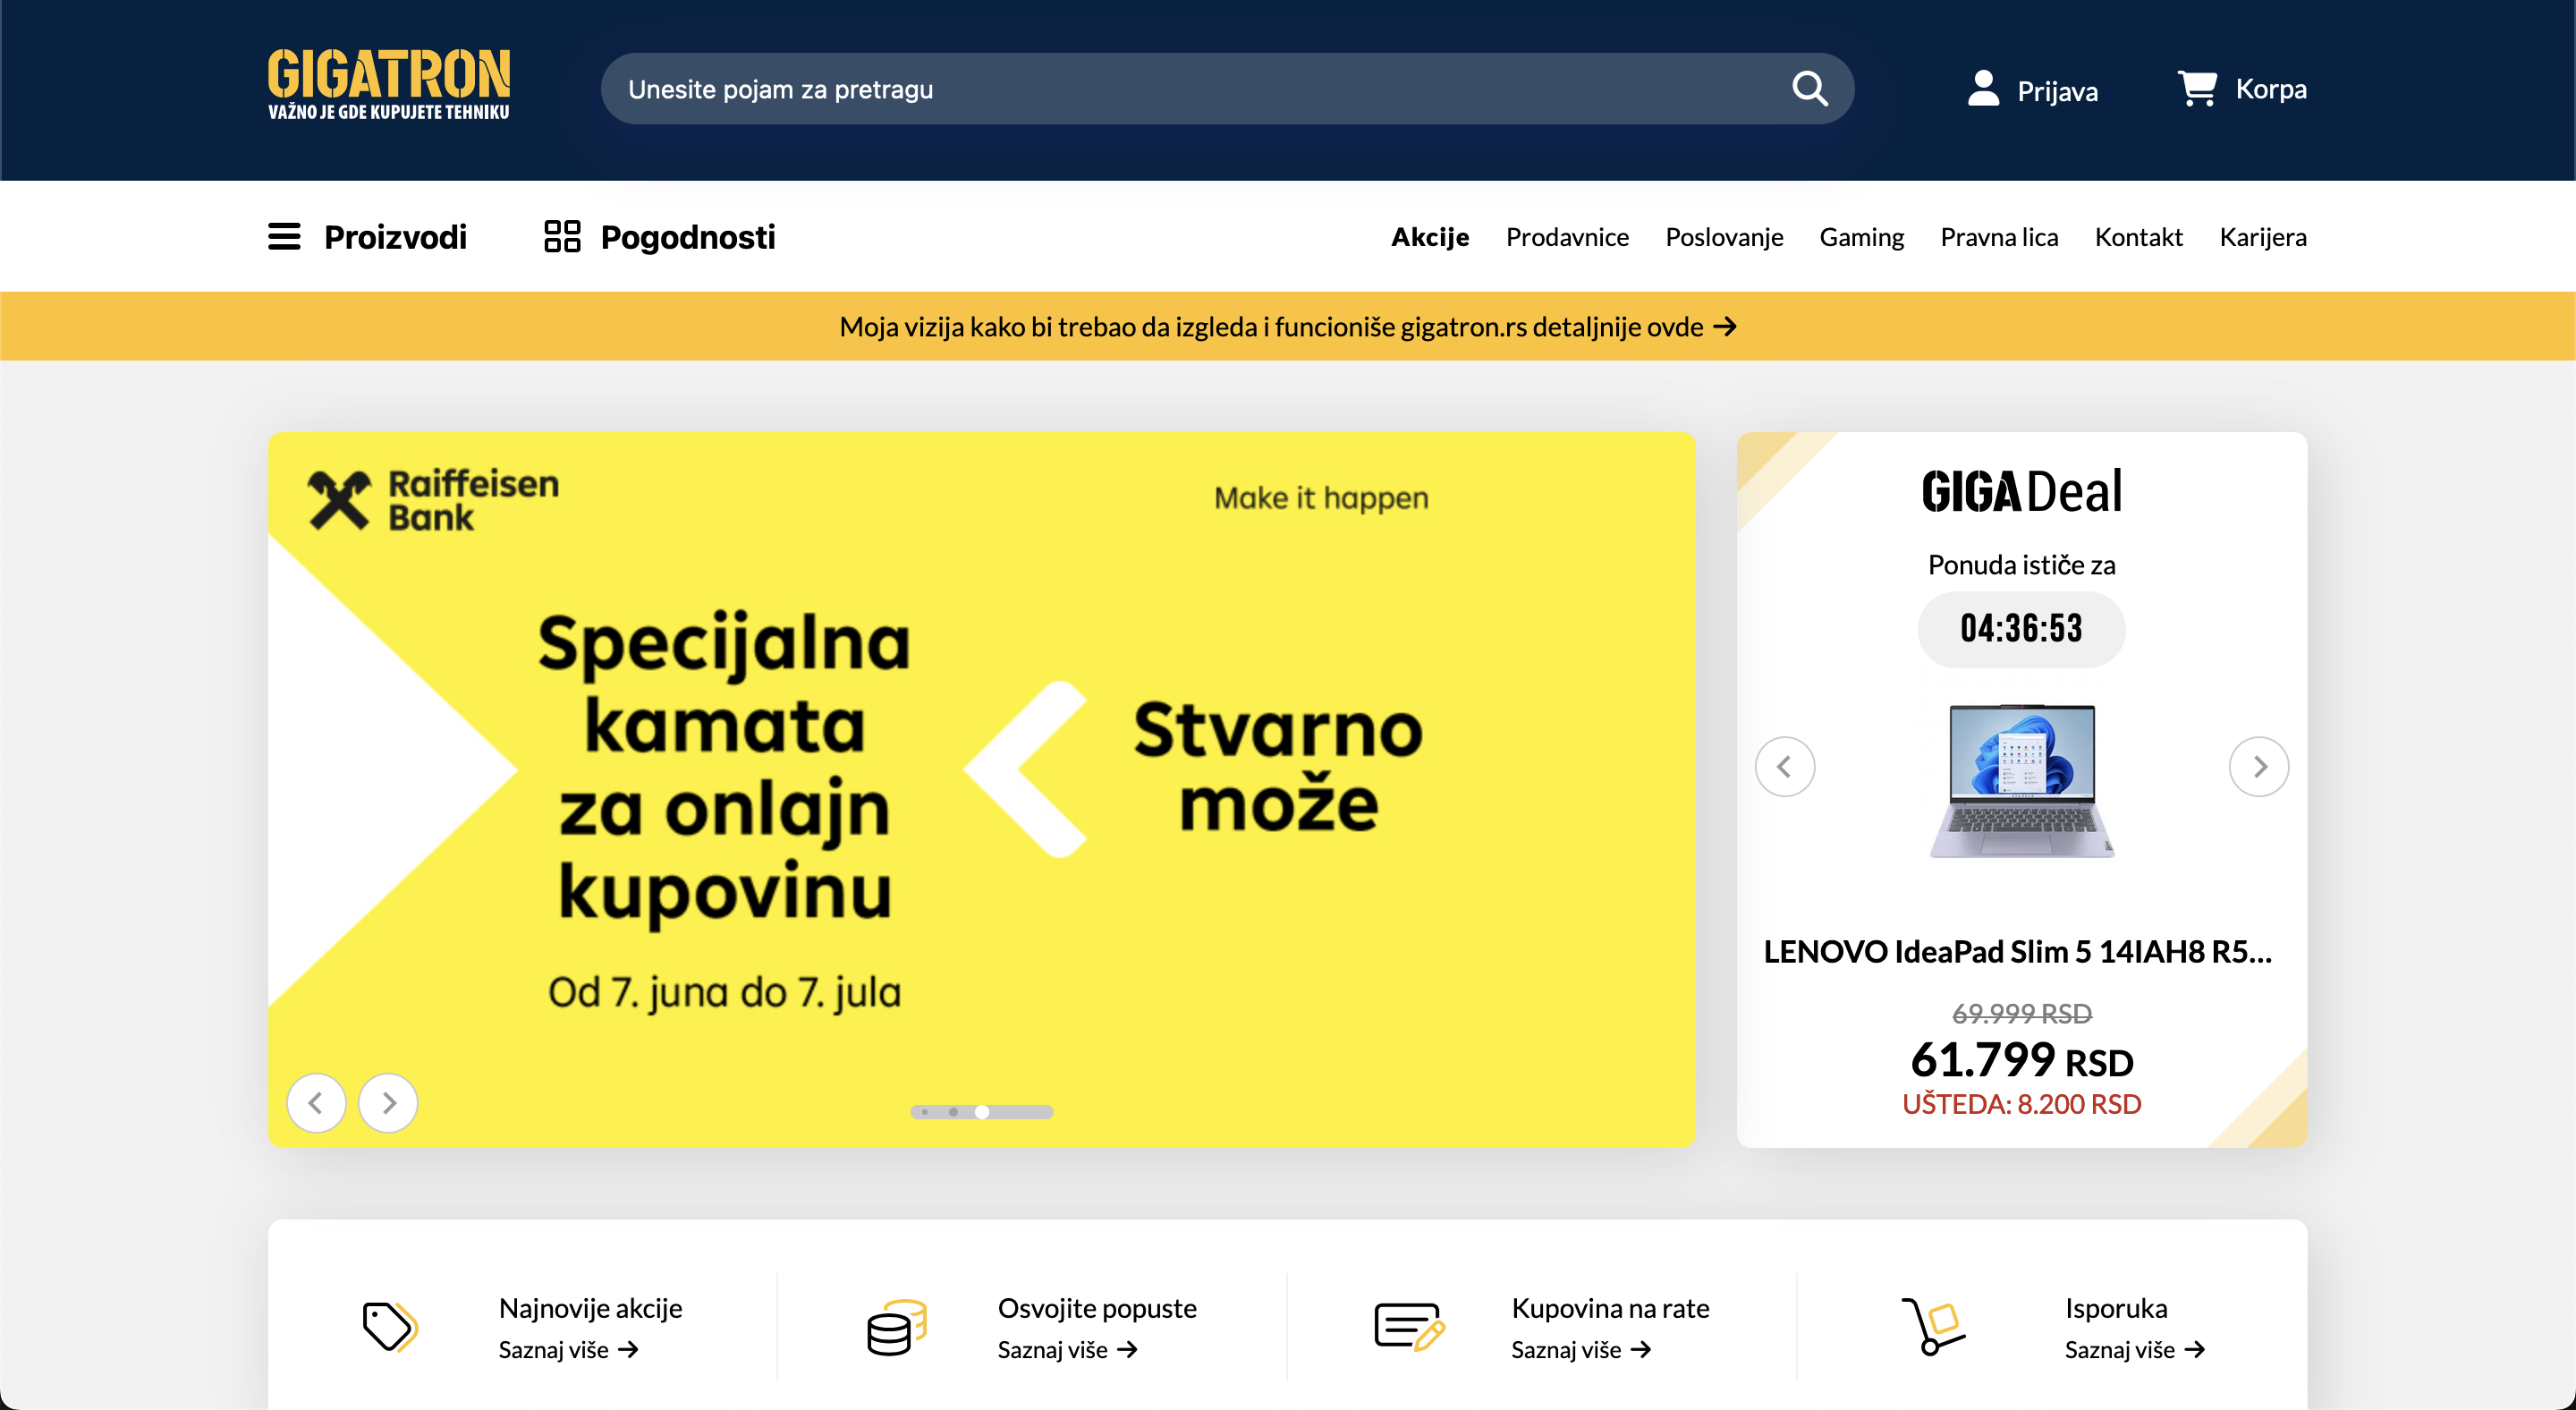 GIGATRON
VAŽNO JE GDE KUPUJETE TEHNIKU
Unesite pojam za pretragu
Prijava
Korpa
Proizvodi
Pogodnosti
Akcije
Prodavnice
Poslovanje
Gaming
Pravna lica
Kontakt
Karijera
Moja vizija kako bi trebao da izgleda i funcioniše gigatron.rs detaljnije ovde →
Raiffeisen
Bank
Make it happen
Specijalna
kamata
za onlajn
kupovinu
Od 7. juna do 7. jula
Stvarno
može
GIGA Deal
Ponuda ističe za
04:36:53
LENOVO IdeaPad Slim 5 14IAH8 R5...
69.999 RSD
61.799 RSD
UŠTEDA: 8.200 RSD
Najnovije akcije
Saznaj više →
Osvojite popuste
Saznaj više →
Kupovina na rate
Saznaj više →
Isporuka
Saznaj više →